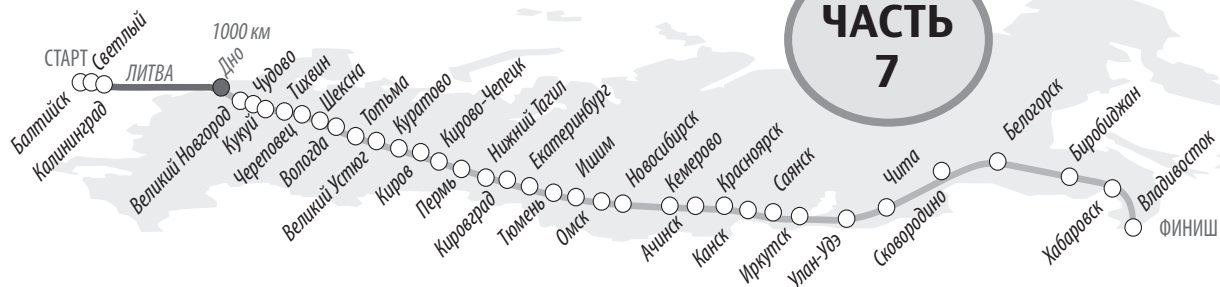 ЧАСТЬ
7
1000 км
СТАРТ
Светлый
ЛИТВА
Дно
Балтийск
Калининград
Великий Новгород
Чудово
Кукуй
Тихвин
Череповец
Шексна
Вологда
Тотьма
Великий Устюг
Куратово
Киров
Кирово-Чепецк
Пермь
Нижний Тагил
Кировград
Екатеринбург
Тюмень
Ишим
Омск
Новосибирск
Ачинск
Кемерово
Канск
Красноярск
Иркутск
Саянск
Улан-Удэ
Чита
Сковородино
Белогорск
Биробиджан
Хабаровск
Владивосток
ФИНИШ